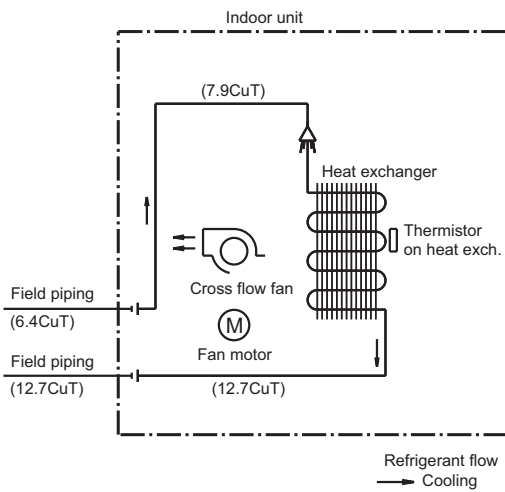 Indoor unit
(7.9CuT)
Heat exchanger
Thermistor
on heat exch.
Cross flow fan
Field piping
(6.4CuT)
M
Fan motor
Field piping
(12.7CuT)
(12.7CuT)
Refrigerant flow
Cooling